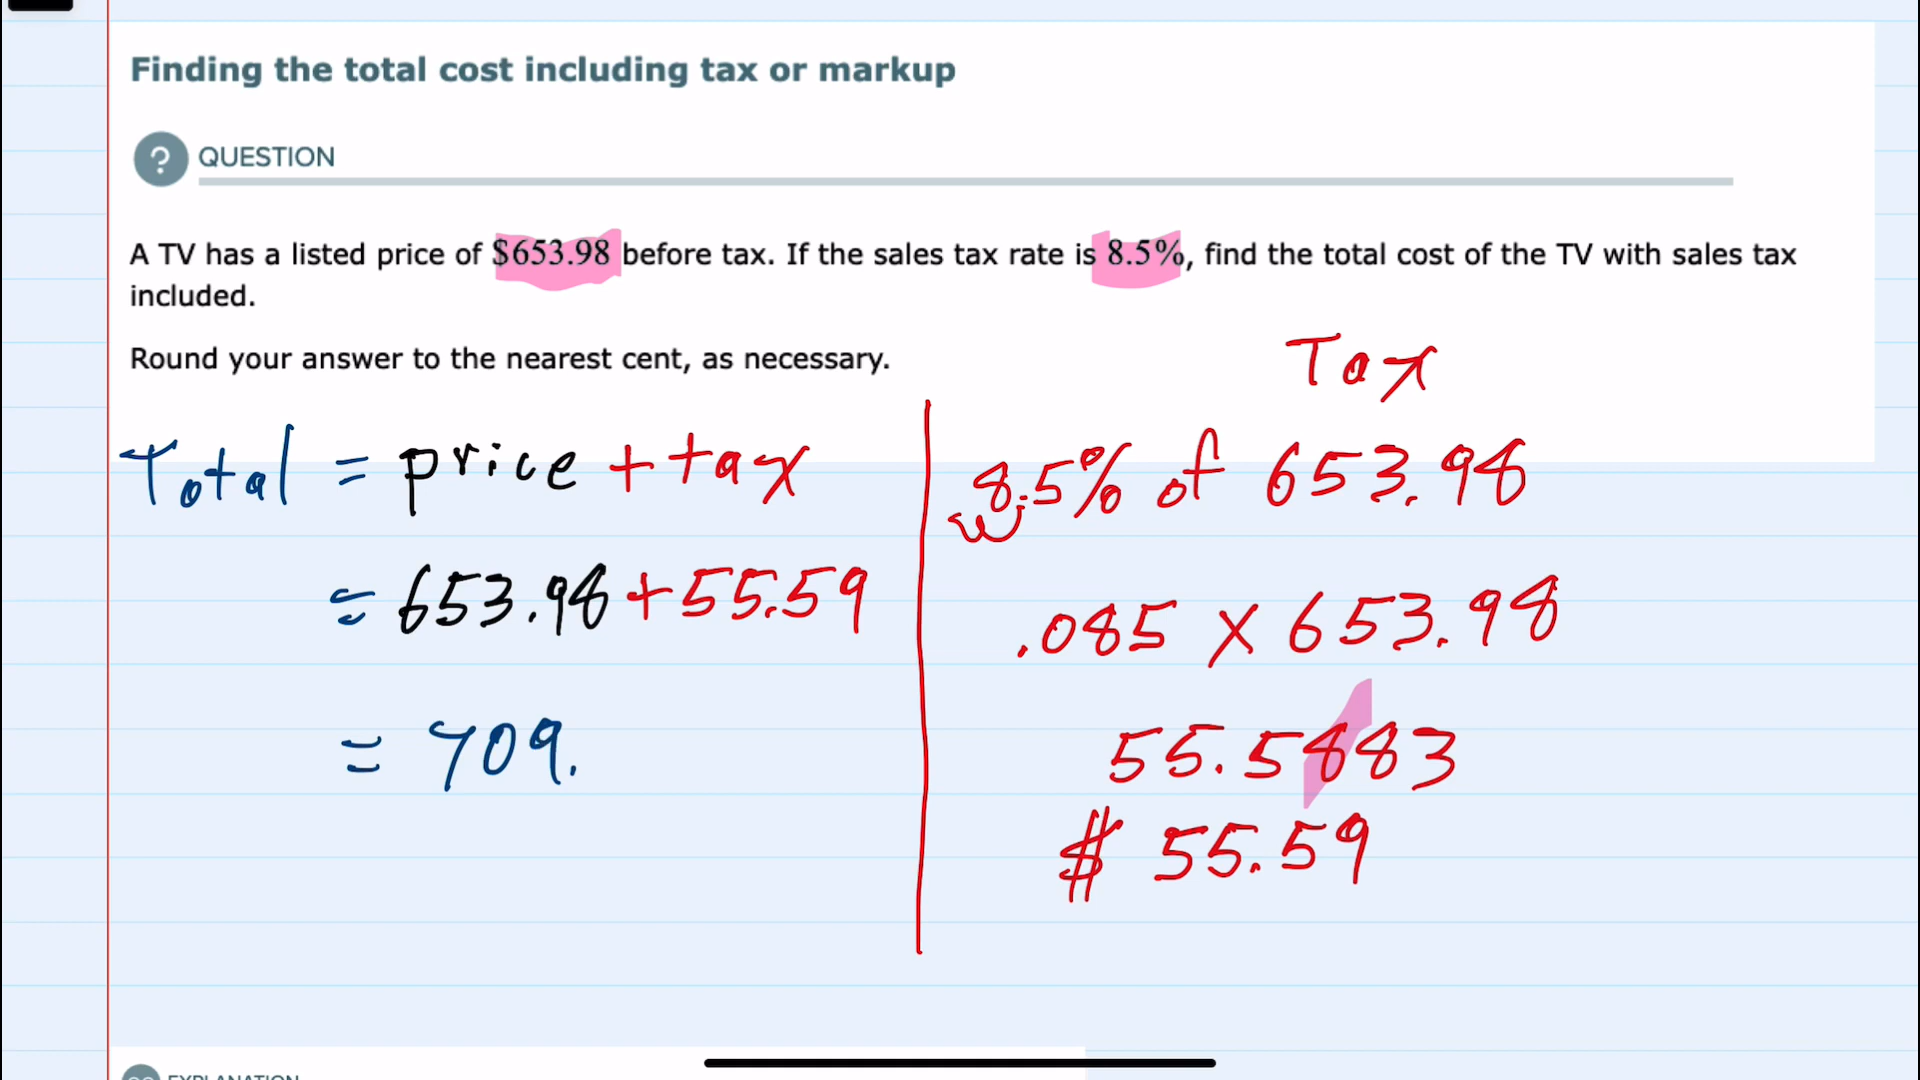 Finding the total cost including tax or markup
? QUESTION
A TV has a listed price of $653.98 before tax. If the sales tax rate is 8.5%, find the total cost of the TV with sales tax
included.
Round your answer to the nearest cent, as necessary.
Total = price + tax
= 653.98 + 55.59
= 709.
Tax
8.5% of 653.98
.085 x 653.98
55.5883
$ 55.59
EXPLANATION